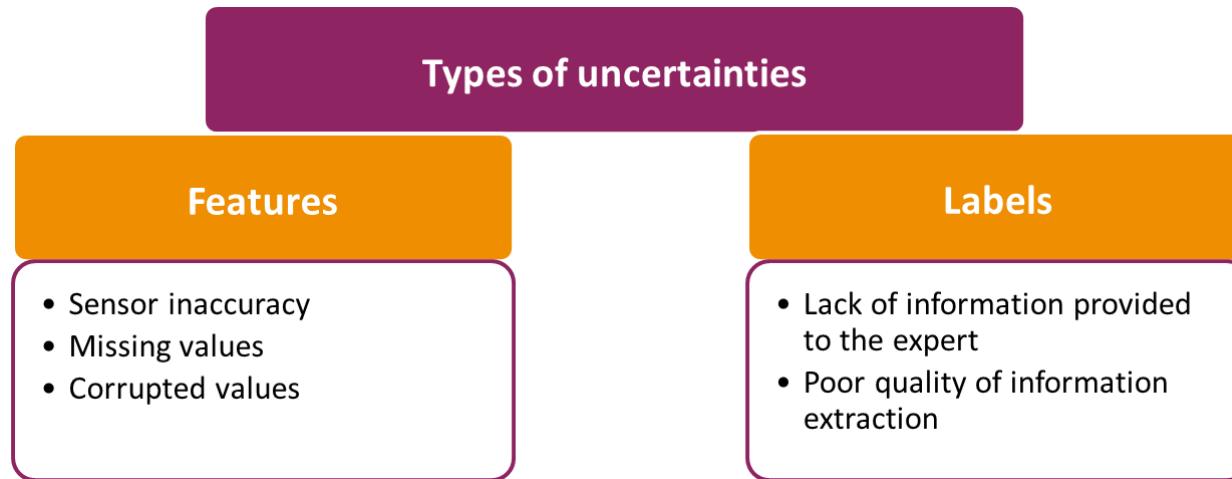 Types of uncertainties
Features
• Sensor inaccuracy
• Missing values
• Corrupted values
Labels
• Lack of information provided
to the expert
• Poor quality of information
extraction